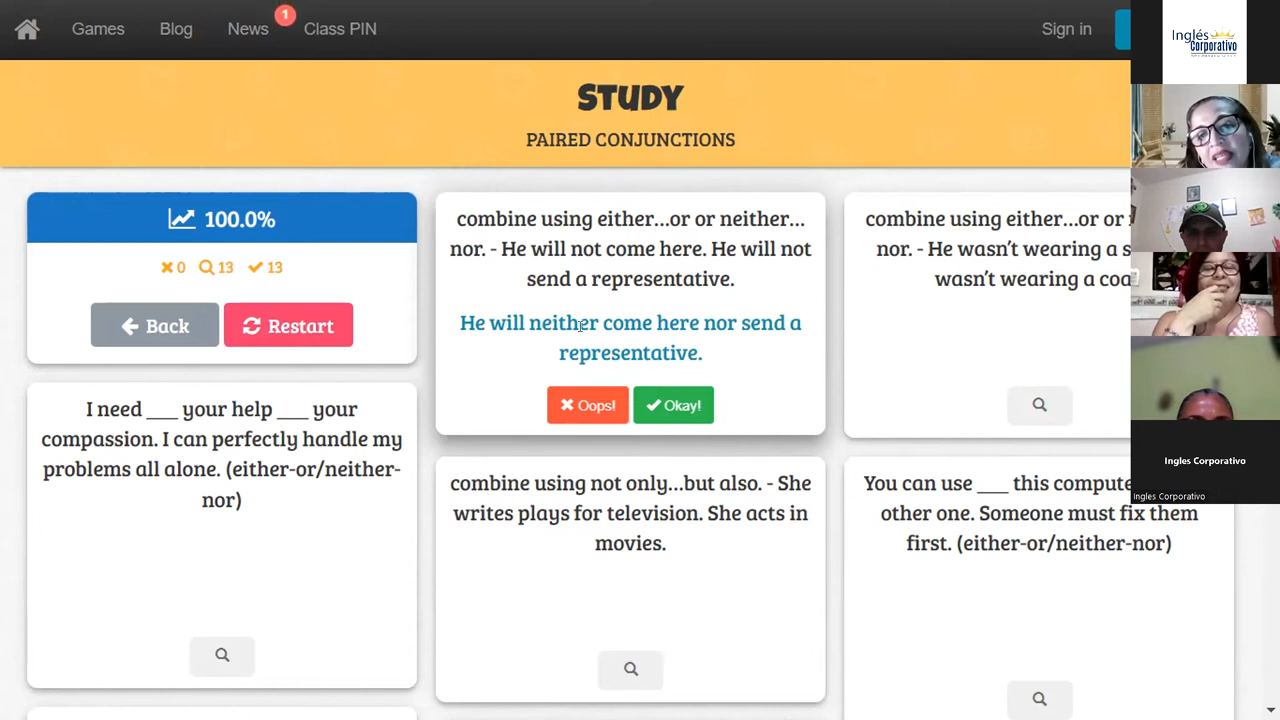 Games
Blog
News
1
Class PIN
Sign in
STUDY
PAIRED CONJUNCTIONS
100.0%
0
13
13
Back
Restart
combine using either...or or neither...
nor. - He will not come here. He will not
send a representative.
He will neither come here nor send a
representative.
Oops!
Okay!
combine using either...or or
nor. - He wasn't wearing a s
wasn't wearing a coa
I need ___ your help ___ your
compassion. I can perfectly handle my
problems all alone. (either-or/neither-
nor)
combine using not only...but also. - She
writes plays for television. She acts in
movies.
You can use ___ this compute
other one. Someone must fix them
first. (either-or/neither-nor)
Inglés
Corporativo
Ingles Corporativo
Ingles Corporativo